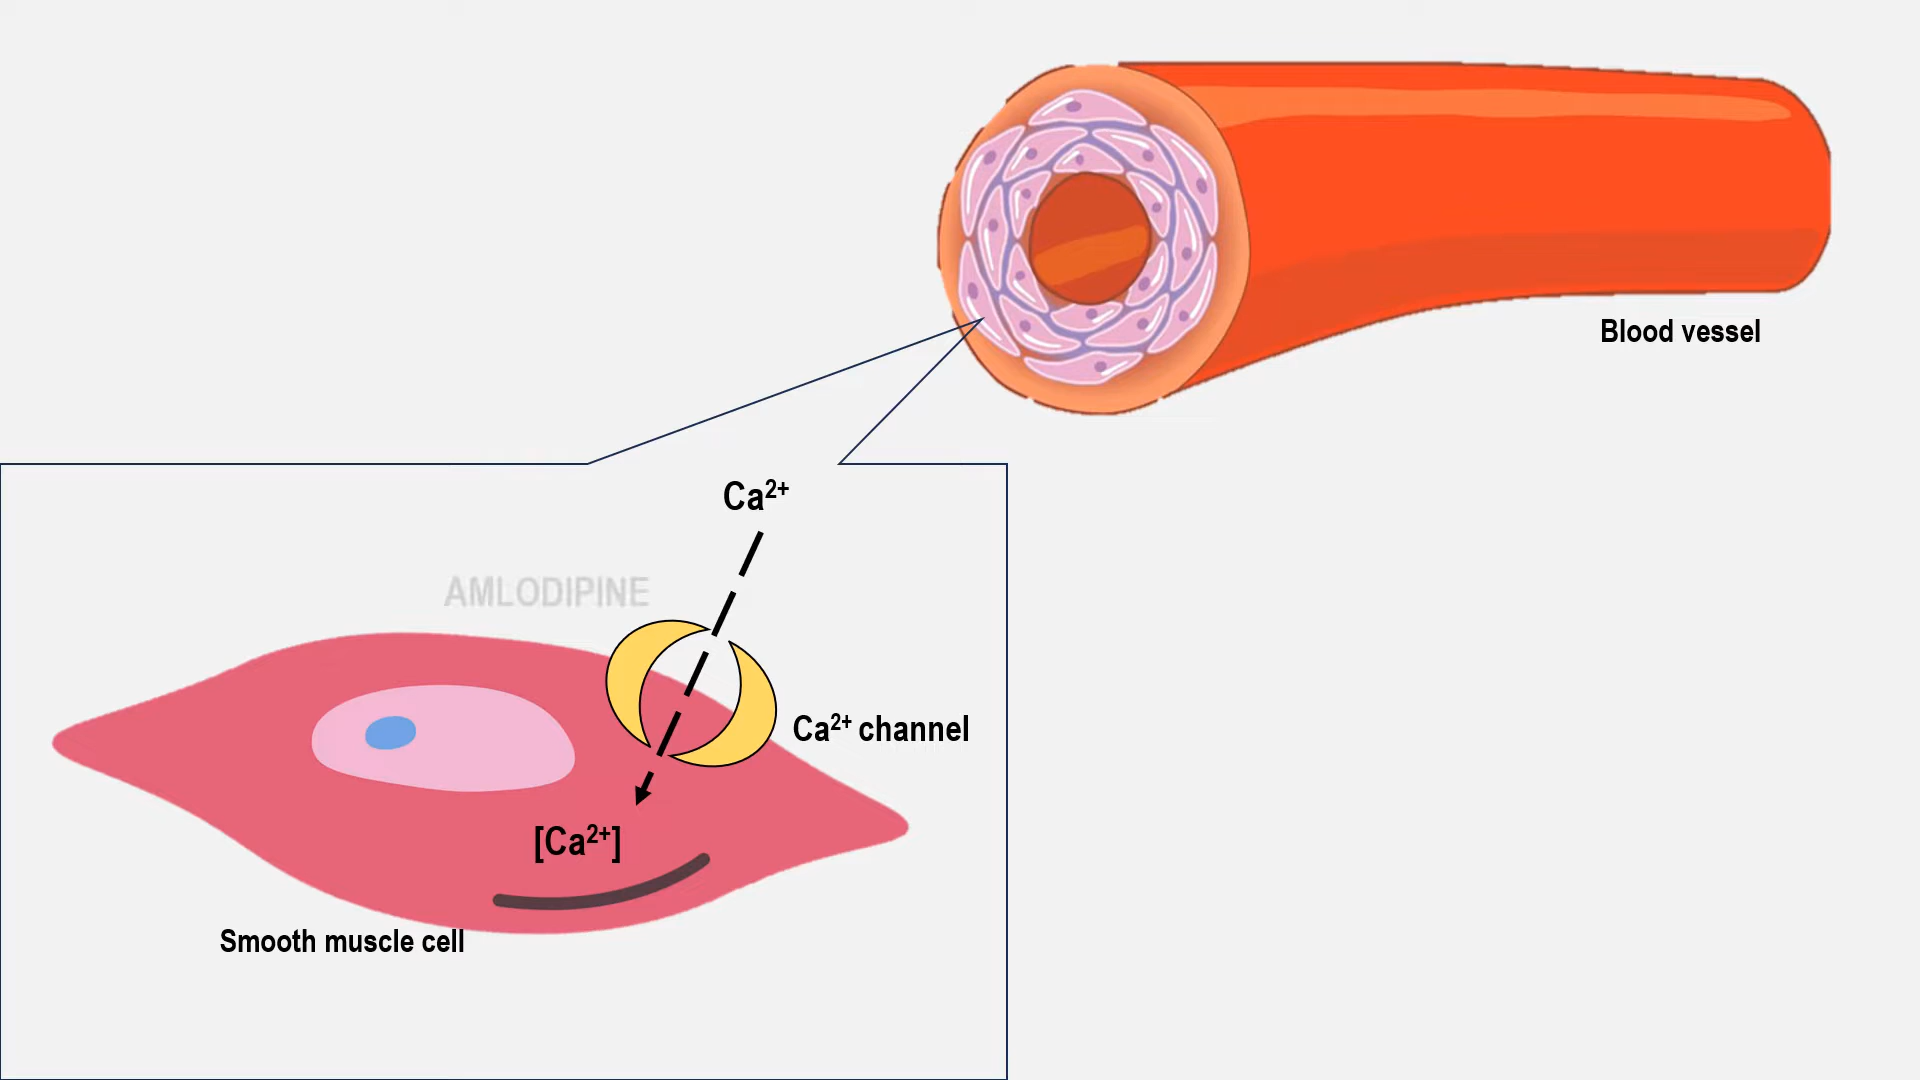 Blood vessel
Ca²⁺
AMLODIPINE
Ca²⁺ channel
[Ca²⁺]
Smooth muscle cell